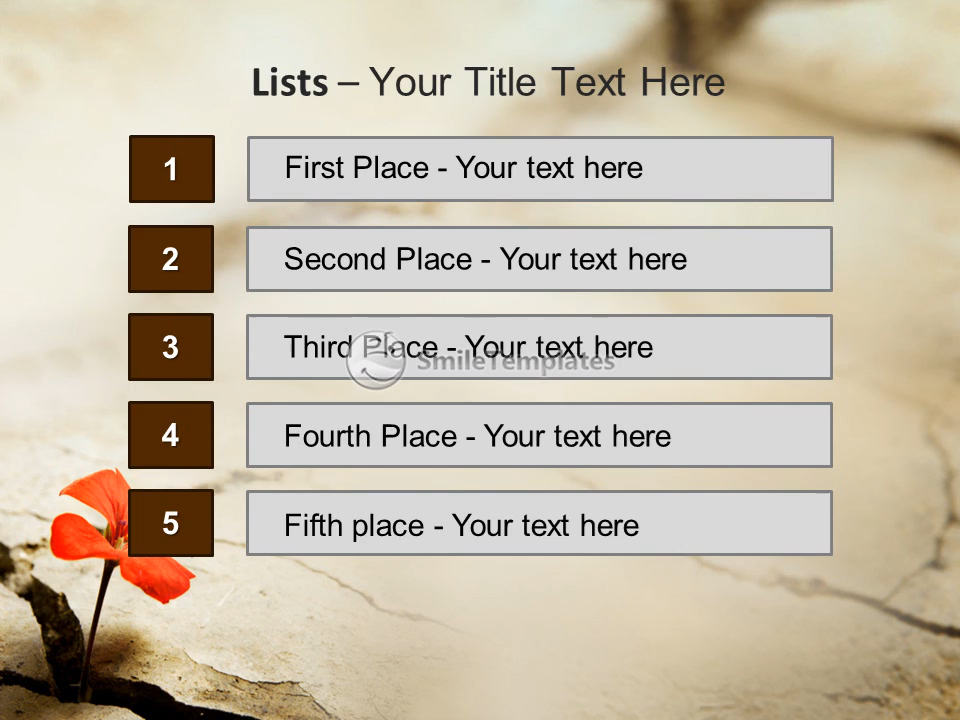 Lists – Your Title Text Here
1 First Place - Your text here
2 Second Place - Your text here
3 Third Place - Your text here
SmileTemplates
4 Fourth Place - Your text here
5 Fifth place - Your text here